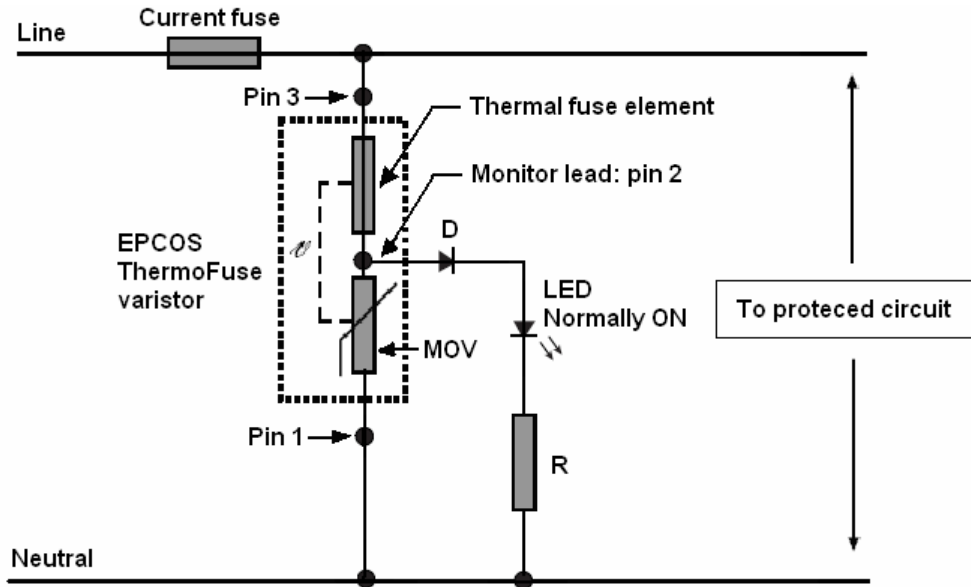 Current fuse
Line
Pin 3
Thermal fuse element
Monitor lead: pin 2
D
EPCOS
ThermoFuse
varistor
LED
Normally ON
To proteced circuit
MOV
Pin 1
R
Neutral